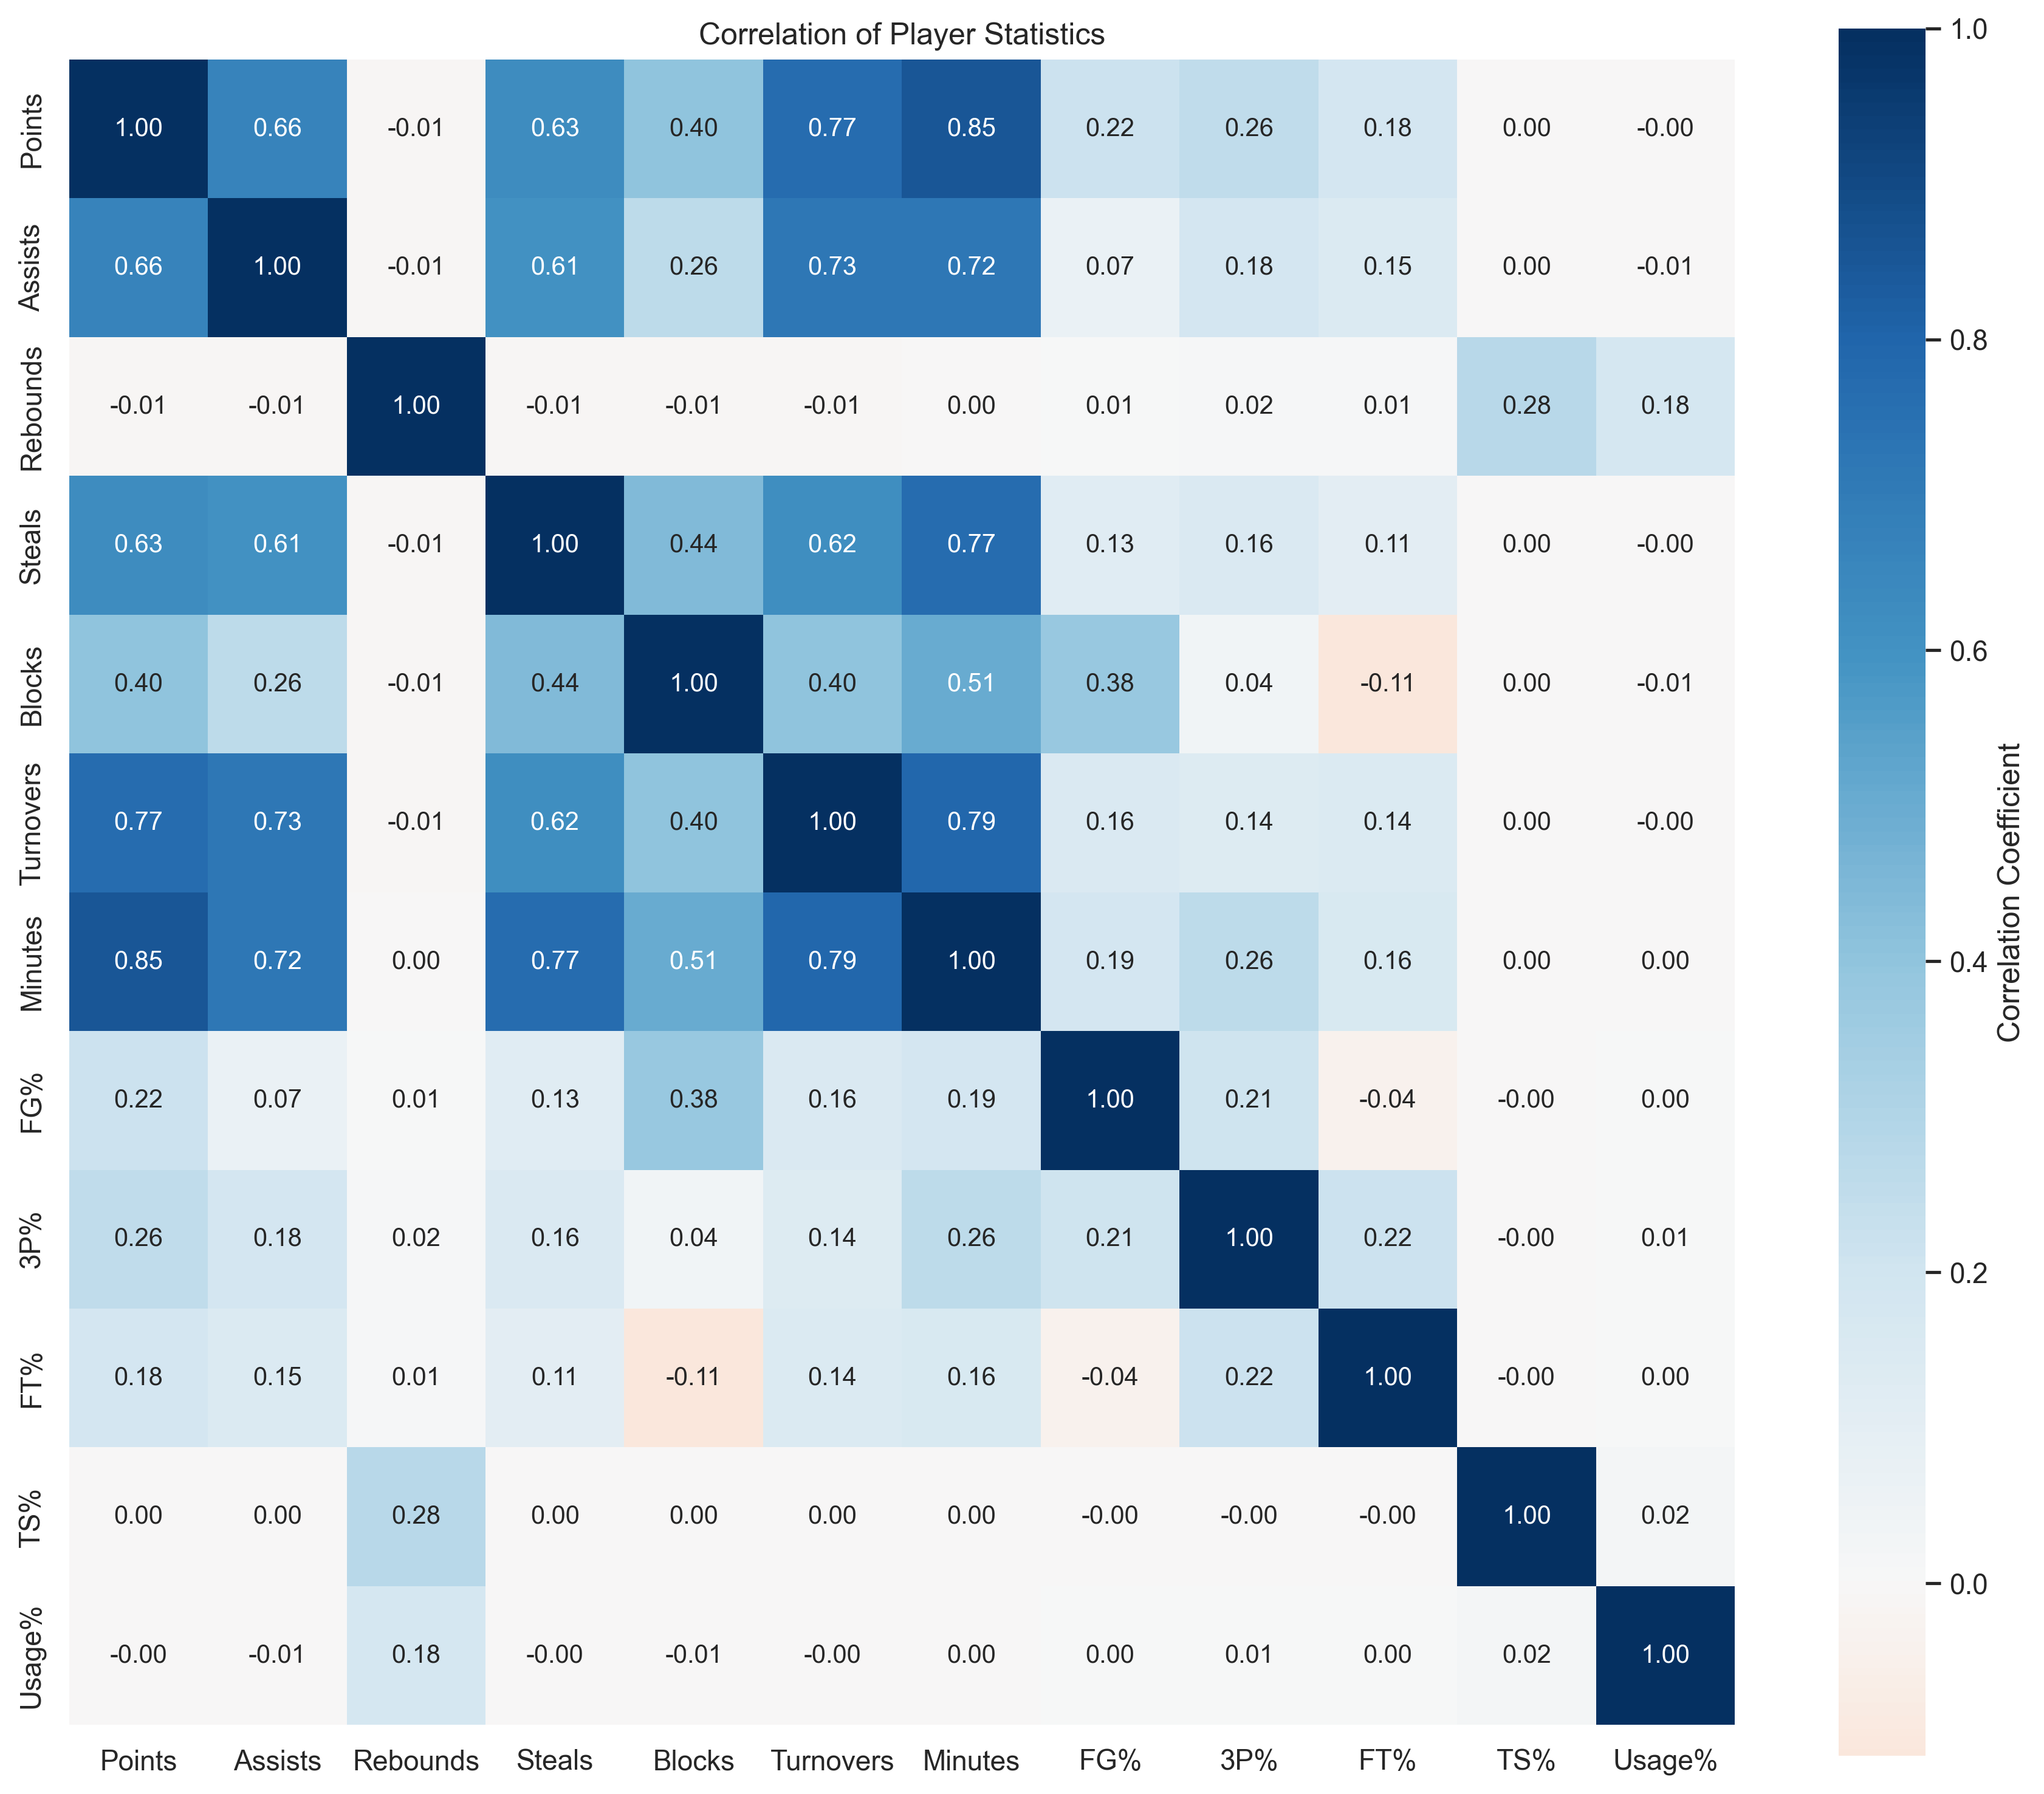 Correlation of Player Statistics
Points 1.00 0.66 -0.01 0.63 0.40 0.77 0.85 0.22 0.26 0.18 0.00 -0.00
Assists 0.66 1.00 -0.01 0.61 0.26 0.73 0.72 0.07 0.18 0.15 0.00 -0.01
Rebounds -0.01 -0.01 1.00 -0.01 -0.01 -0.01 0.00 0.01 0.02 0.01 0.28 0.18
Steals 0.63 0.61 -0.01 1.00 0.44 0.62 0.77 0.13 0.16 0.11 0.00 -0.00
Blocks 0.40 0.26 -0.01 0.44 1.00 0.40 0.51 0.38 0.04 -0.11 0.00 -0.01
Turnovers 0.77 0.73 -0.01 0.62 0.40 1.00 0.79 0.16 0.14 0.14 0.00 -0.00
Minutes 0.85 0.72 0.00 0.77 0.51 0.79 1.00 0.19 0.26 0.16 0.00 0.00
FG% 0.22 0.07 0.01 0.13 0.38 0.16 0.19 1.00 0.21 -0.04 -0.00 0.00
3P% 0.26 0.18 0.02 0.16 0.04 0.14 0.26 0.21 1.00 0.22 -0.00 0.01
FT% 0.18 0.15 0.01 0.11 -0.11 0.14 0.16 -0.04 0.22 1.00 -0.00 0.00
TS% 0.00 0.00 0.28 0.00 0.00 0.00 0.00 -0.00 -0.00 -0.00 1.00 0.02
Usage% -0.00 -0.01 0.18 -0.00 -0.01 -0.00 0.00 0.00 0.01 0.00 0.02 1.00
Points Assists Rebounds Steals Blocks Turnovers Minutes FG% 3P% FT% TS% Usage%
1.0
0.8
0.6
0.4
0.2
0.0
Correlation Coefficient